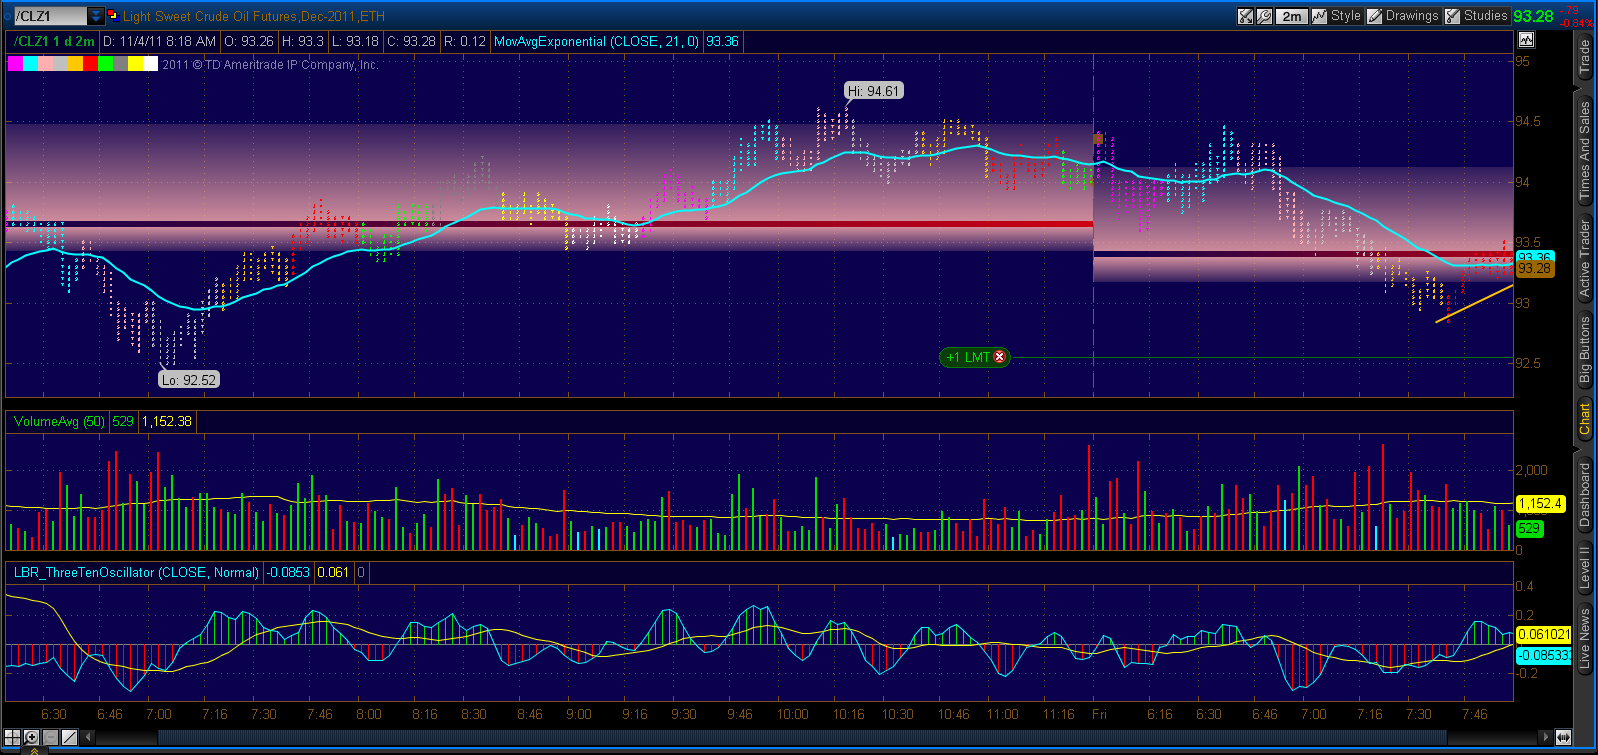 /CLZ1 Light Sweet Crude Oil Futures,Dec-2011,ETH 2m Style Drawings Studies 93.28 -.79 -0.84%
/CLZ1 1 d 2m D: 11/4/11 8:18 AM O: 93.26 H: 93.3 L: 93.18 C: 93.28 R: 0.12 MovAvgExponential (CLOSE, 21, 0) 93.36
2011 © TD Ameritrade IP Company, Inc.
95
Hi: 94.61
94.5
94
93.5
93.36
93.28
93
+1 LMT
92.5
Lo: 92.52
VolumeAvg (50) 529 1,152.38
2,000
1,152.4
529
0
LBR_ThreeTenOscillator (CLOSE, Normal) -0.0853 0.061 0
0.4
0.2
0.061021
-0.08533
-0.2
6:30 6:46 7:00 7:16 7:30 7:46 8:00 8:16 8:30 8:46 9:00 9:16 9:30 9:46 10:00 10:16 10:30 10:46 11:00 11:16 Fri 6:16 6:30 6:46 7:00 7:16 7:30 7:46
Trade
Times And Sales
Active Trader
Big Buttons
Chart
Dashboard
Level II
Live News